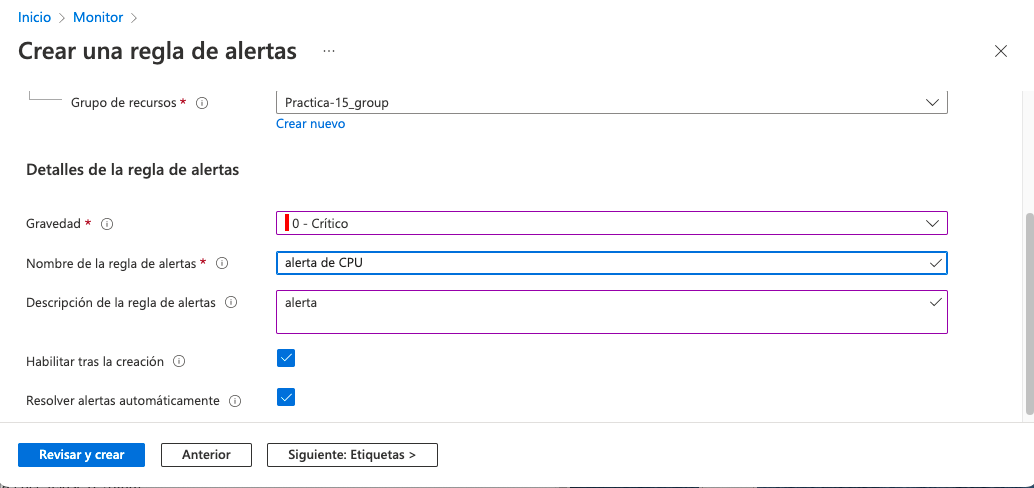 Inicio > Monitor >
Crear una regla de alertas ...
Grupo de recursos * Practica-15_group
Crear nuevo
Detalles de la regla de alertas
Gravedad * 0 - Crítico
Nombre de la regla de alertas * alerta de CPU
Descripción de la regla de alertas alerta
Habilitar tras la creación
Resolver alertas automáticamente
Revisar y crear Anterior Siguiente: Etiquetas >